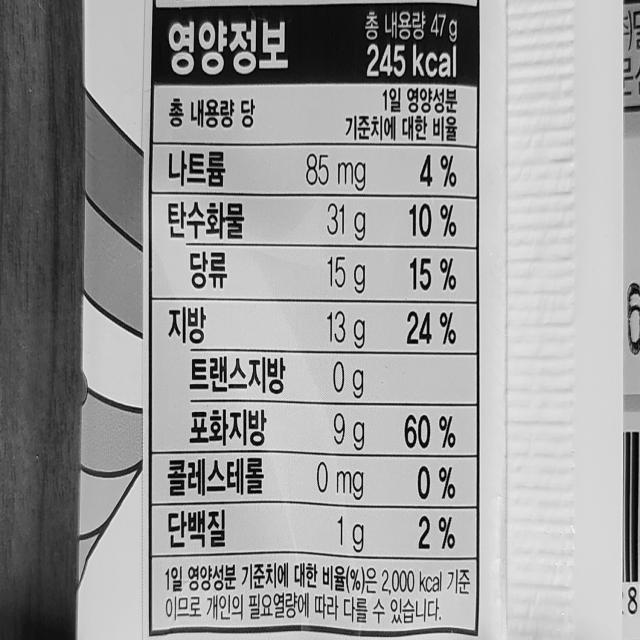 영양정보
총 내용량 47 g
245 kcal
총 내용량 당
1일 영양성분
기준치에 대한 비율
나트륨 85 mg 4 %
탄수화물 31 g 10 %
당류 15 g 15 %
지방 13 g 24 %
트랜스지방 0 g
포화지방 9 g 60 %
콜레스테롤 0 mg 0 %
단백질 1 g 2 %
1일 영양성분 기준치에 대한 비율(%)은 2,000 kcal 기준
이므로 개인의 필요열량에 따라 다를 수 있습니다.
8